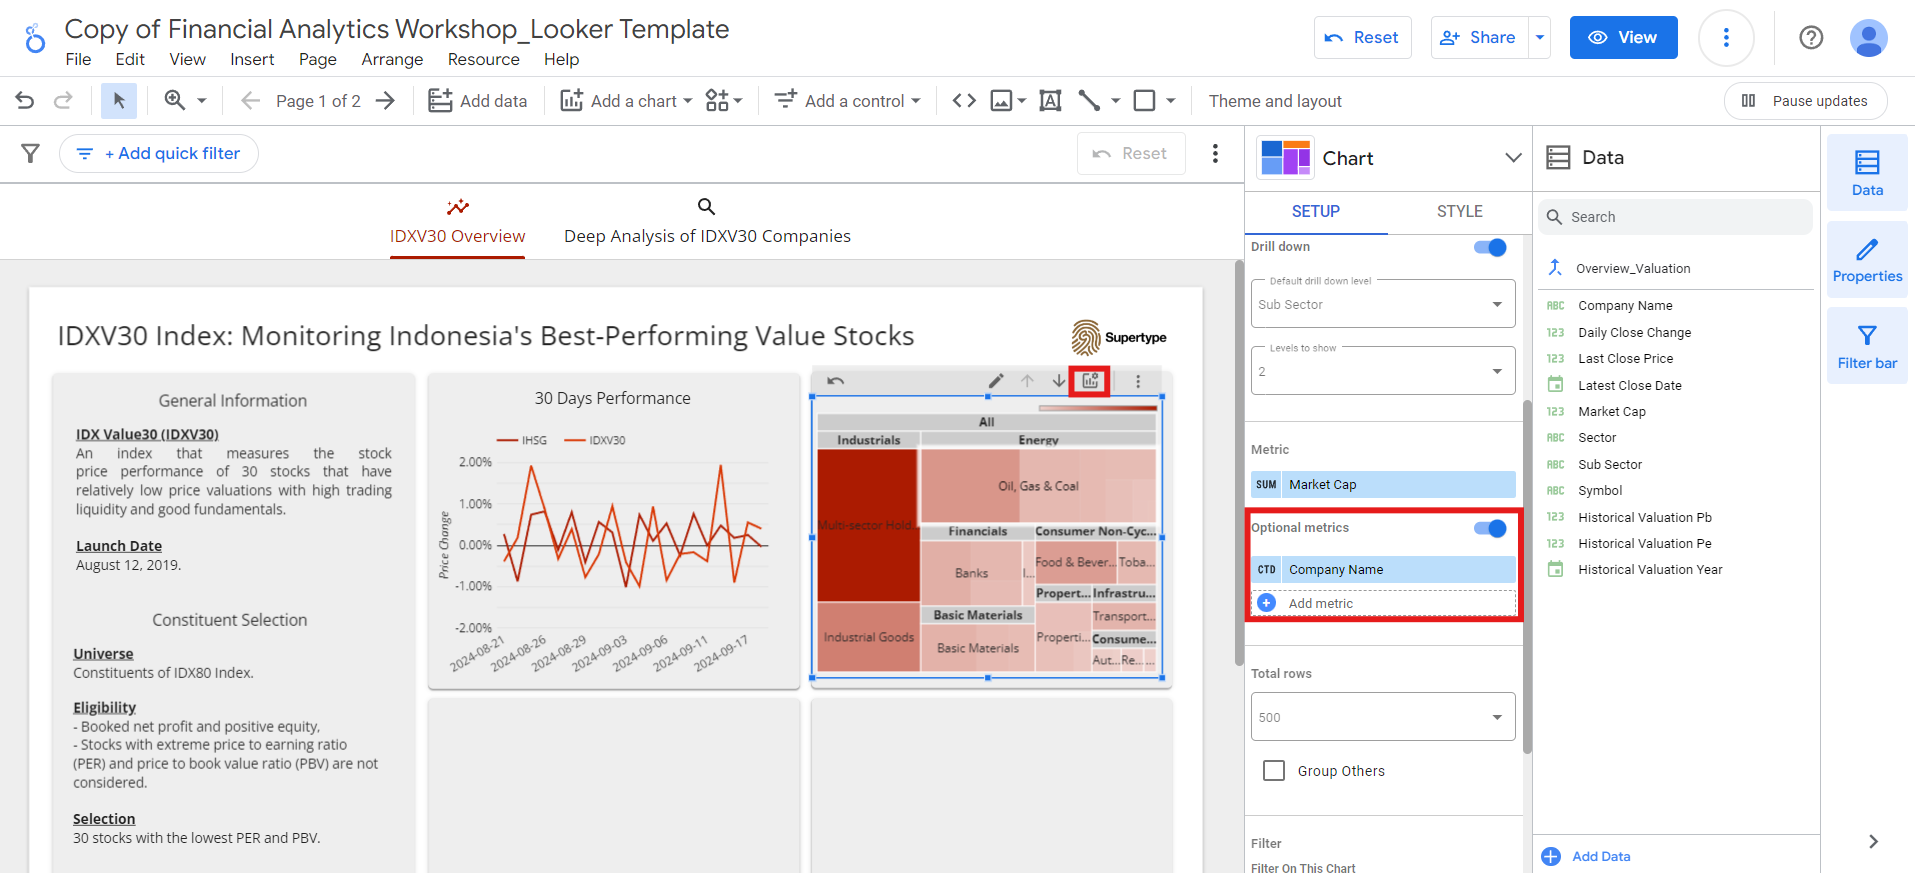 Copy of Financial Analytics Workshop_Looker Template
File Edit View Insert Page Arrange Resource Help
Reset
Share
View
Page 1 of 2
Add data
Add a chart
Add a control
Theme and layout
Pause updates
+ Add quick filter
Reset
IDXV30 Overview
Deep Analysis of IDXV30 Companies
IDXV30 Index: Monitoring Indonesia's Best-Performing Value Stocks
Supertype
General Information
IDX Value30 (IDXV30)
An index that measures the stock
price performance of 30 stocks that have
relatively low price valuations with high trading
liquidity and good fundamentals.
Launch Date
August 12, 2019.
Constituent Selection
Universe
Constituents of IDX80 Index.
Eligibility
- Booked net profit and positive equity,
- Stocks with extreme price to earning ratio
(PER) and price to book value ratio (PBV) are not
considered.
Selection
30 stocks with the lowest PER and PBV.
30 Days Performance
IHSG
IDXV30
Price Change
2.00%
1.00%
0.00%
-1.00%
-2.00%
2024-08-21
2024-08-26
2024-08-29
2024-09-03
2024-09-06
2024-09-11
2024-09-17
All
Industrials
Energy
Multi-sector Hold...
Oil, Gas & Coal
Financials
Consumer Non-Cyc...
Banks
I...
Food & Bever...
Toba...
Propert...
Infrastru...
Basic Materials
Transport...
Industrial Goods
Basic Materials
Properti...
Consume...
Aut...
Re...
...
Chart
SETUP
STYLE
Drill down
Default drill down level
Sub Sector
Levels to show
2
Metric
SUM Market Cap
Optional metrics
CTD Company Name
Add metric
Total rows
500
Group Others
Filter
Filter On This Chart
Data
Search
Overview_Valuation
ABC Company Name
123 Daily Close Change
123 Last Close Price
Latest Close Date
123 Market Cap
ABC Sector
ABC Sub Sector
ABC Symbol
123 Historical Valuation Pb
123 Historical Valuation Pe
Historical Valuation Year
Add Data
Data
Properties
Filter bar